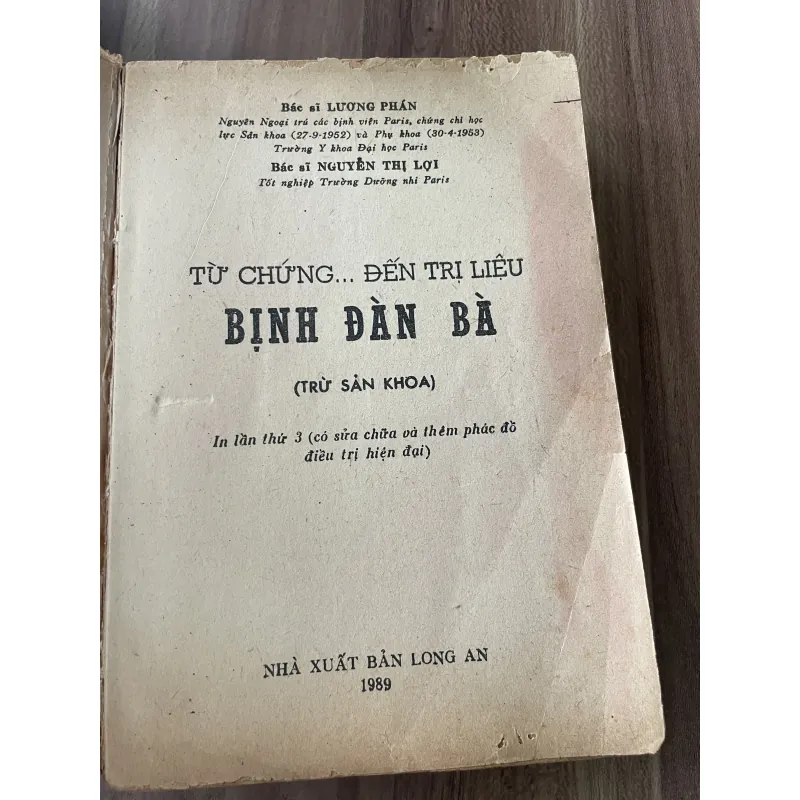 Bác sĩ LƯƠNG PHÁN
Nguyên Ngoại trú các bịnh viện Paris, chứng chỉ học
lực Sản khoa (27-9-1952) và Phụ khoa (30-4-1953)
Trường Y khoa Đại học Paris
Bác sĩ NGUYỄN THỊ LỢI
Tốt nghiệp Trường Dưỡng nhi Paris
TỪ CHỨNG... ĐẾN TRỊ LIỆU
BỊNH ĐÀN BÀ
(TRỪ SẢN KHOA)
In lần thứ 3 (có sửa chữa và thêm phác đồ
điều trị hiện đại)
NHÀ XUẤT BẢN LONG AN
1989